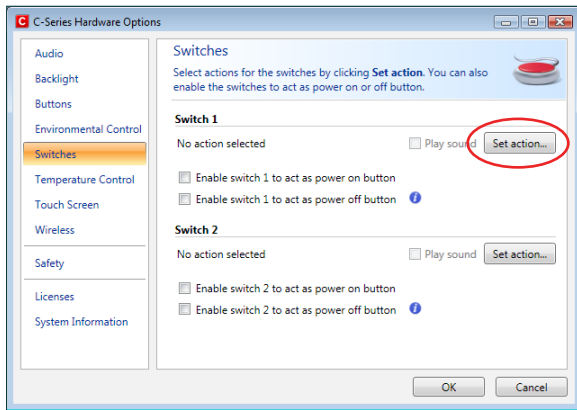 C C-Series Hardware Options
Audio
Backlight
Buttons
Environmental Control
Switches
Temperature Control
Touch Screen
Wireless
Safety
Licenses
System Information
Switches
Select actions for the switches by clicking Set action. You can also
enable the switches to act as power on or off button.
Switch 1
No action selected Play sound Set action...
Enable switch 1 to act as power on button
Enable switch 1 to act as power off button i
Switch 2
No action selected Play sound Set action...
Enable switch 2 to act as power on button
Enable switch 2 to act as power off button i
OK Cancel